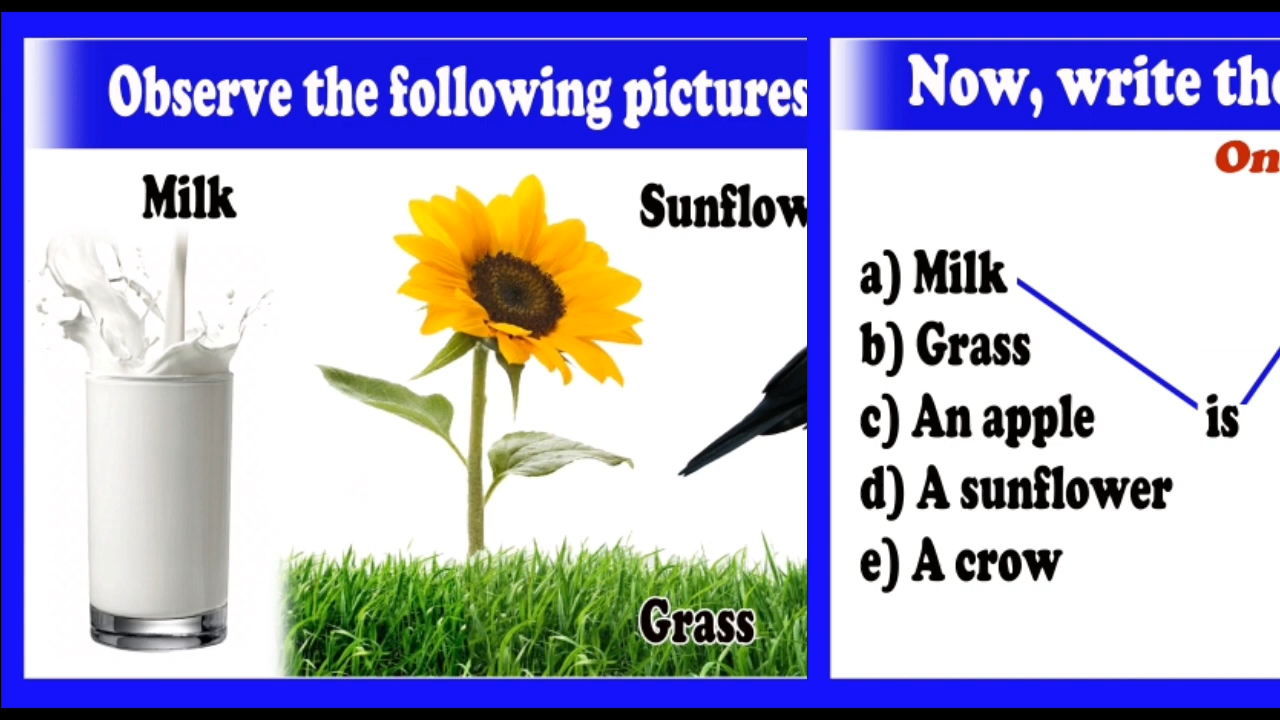 Observe the following pictures
Milk
Sunflow
Grass
Now, write the
On
a) Milk
b) Grass
c) An apple
is
d) A sunflower
e) A crow